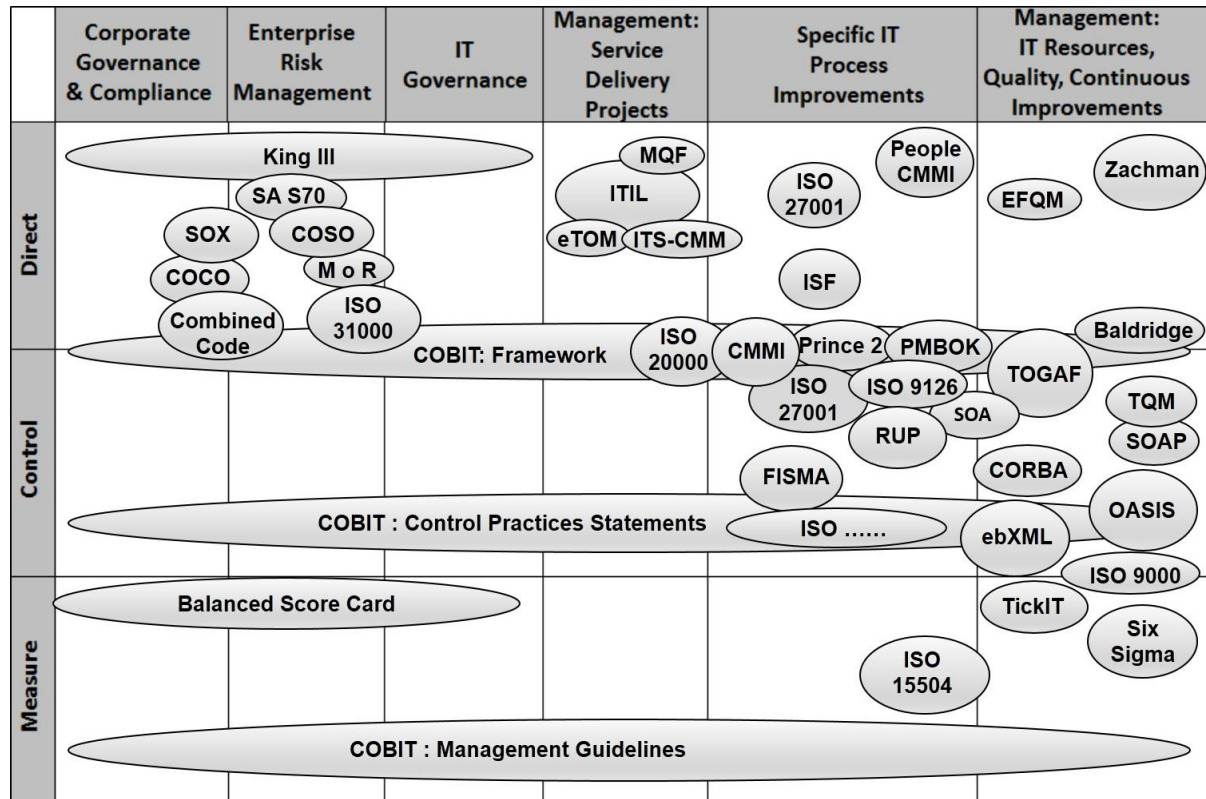 Corporate
Governance
& Compliance
Enterprise
Risk
Management
IT
Governance
Management:
Service
Delivery
Projects
Specific IT
Process
Improvements
Management:
IT Resources,
Quality, Continuous
Improvements
Direct
King III
SA S70
SOX
COSO
COCO
M o R
Combined
Code
ISO
31000
MQF
ITIL
eTOM
ITS-CMM
ISO
27001
People
CMMI
ISF
EFQM
Zachman
Baldridge
COBIT: Framework
ISO
20000
CMMI
Prince 2
PMBOK
TOGAF
Control
ISO
27001
ISO 9126
SOA
RUP
TQM
SOAP
FISMA
CORBA
OASIS
COBIT : Control Practices Statements
ISO ......
ebXML
ISO 9000
Measure
Balanced Score Card
TickIT
Six
Sigma
ISO
15504
COBIT : Management Guidelines